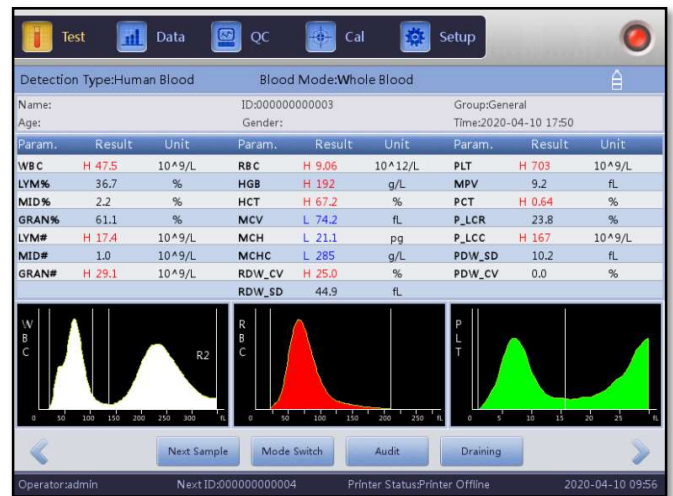 Test Data QC Cal Setup
Detection Type:Human Blood Blood Mode:Whole Blood
Name: ID:000000000003 Group:General
Age: Gender: Time:2020-04-10 17:50
Param. Result Unit Param. Result Unit Param. Result Unit
WBC H 47.5 10^9/L RBC H 9.06 10^12/L PLT H 703 10^9/L
LYM% 36.7 % HGB H 192 g/L MPV 9.2 fL
MID% 2.2 % HCT H 67.2 % PCT H 0.64 %
GRAN% 61.1 % MCV L 74.2 fL P_LCR 23.8 %
LYM# H 17.4 10^9/L MCH L 21.1 pg P_LCC H 167 10^9/L
MID# 1.0 10^9/L MCHC L 285 g/L PDW_SD 10.2 fL
GRAN# H 29.1 10^9/L RDW_CV H 25.0 % PDW_CV 0.0 %
RDW_SD 44.9 fL
WBC R2 RBC PLT
0 50 100 150 200 250 300 fL 0 50 100 150 200 250 fL 0 5 10 15 20 25 fL
Next Sample Mode Switch Audit Draining
Operator:admin Next ID:000000000004 Printer Status:Printer Offline 2020-04-10 09:56